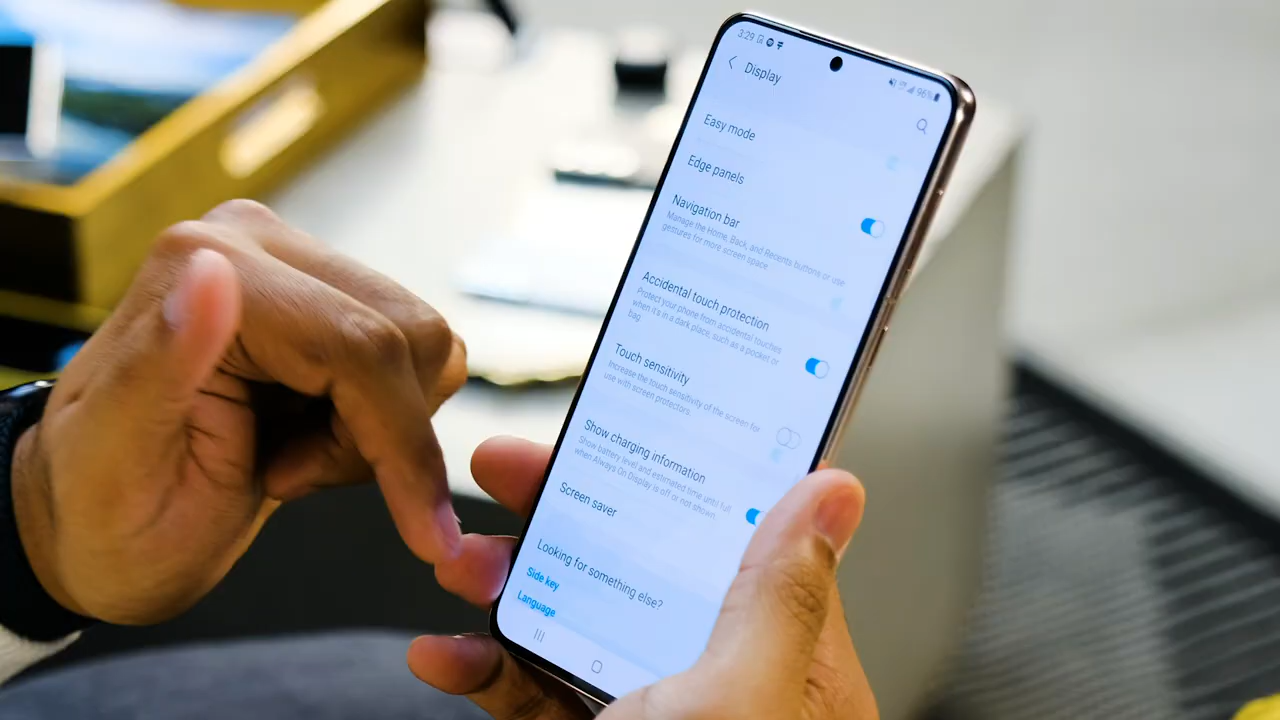 3:29
96%
Display
Easy mode
Edge panels
Navigation bar
Manage the Home, Back, and Recents buttons or use
gestures for more screen space.
Accidental touch protection
Protect your phone from accidental touches
when it's in a dark place, such as a pocket or
bag.
Touch sensitivity
Increase the touch sensitivity of the screen for
use with screen protectors.
Show charging information
Show battery level and estimated time until full
when Always On Display is off or not shown.
Screen saver
Looking for something else?
Side key
Language